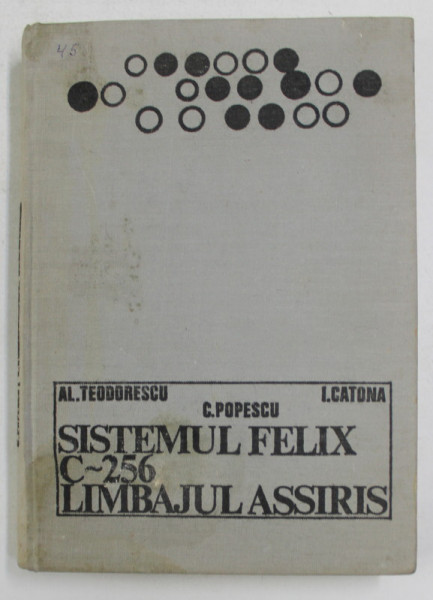 45
AL.TEODORESCU I.CATONA
C.POPESCU
SISTEMUL FELIX
C~256
LIMBAJUL ASSIRIS